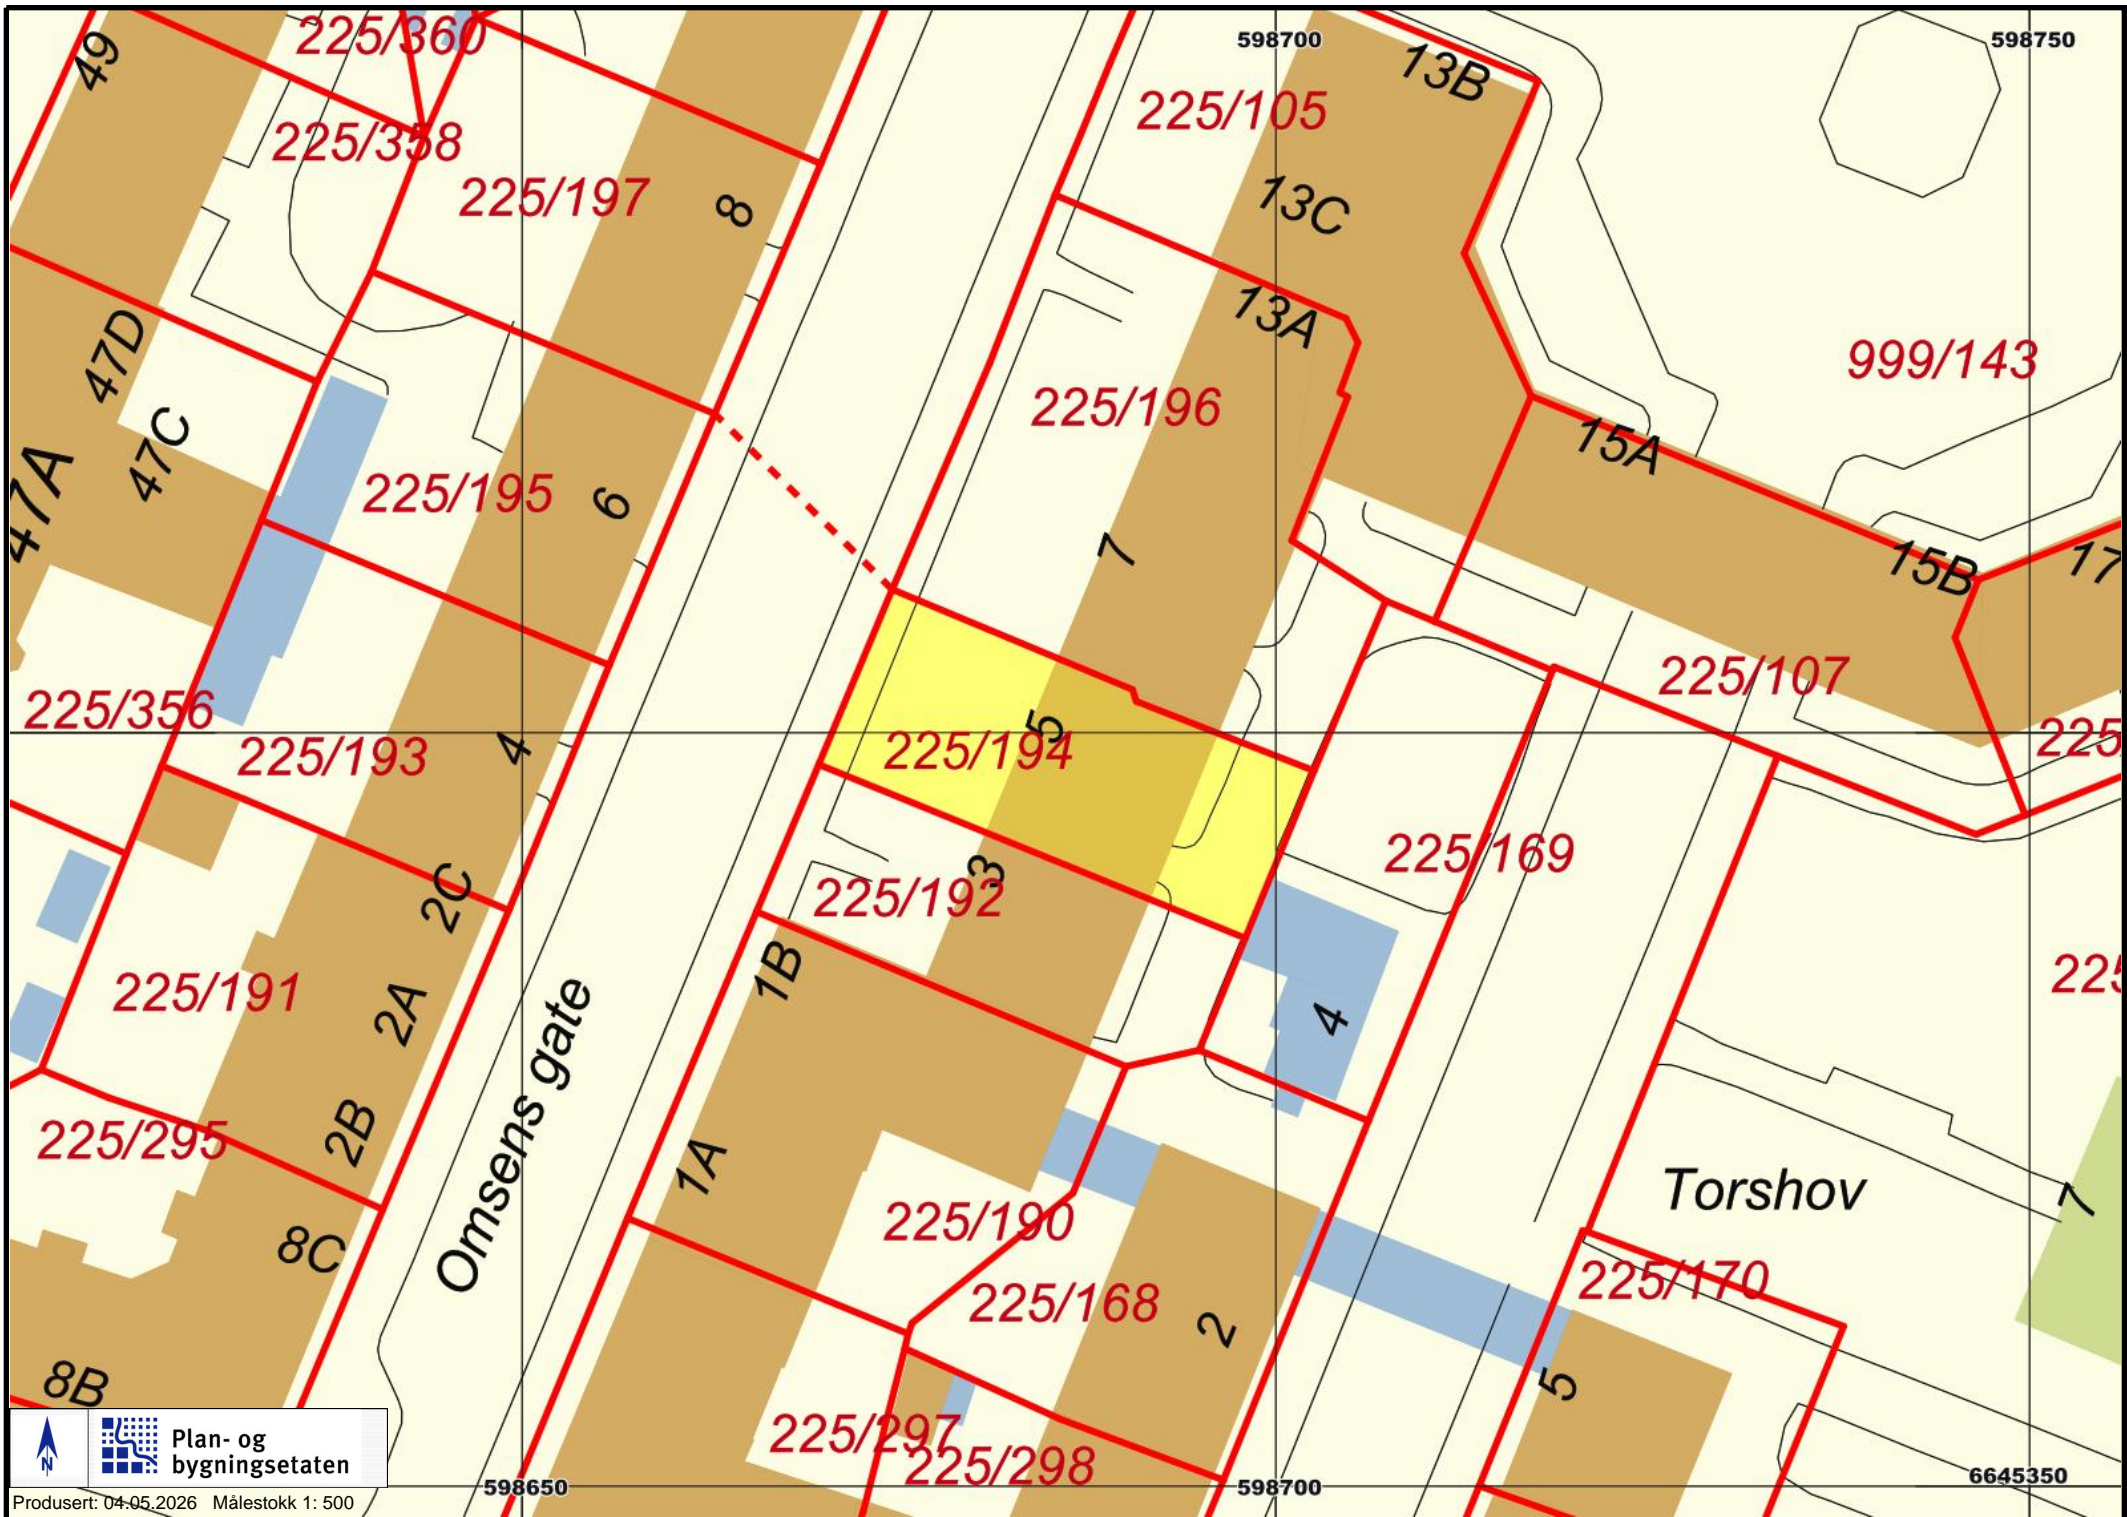 598700
598750
49
225/360
13B
225/105
225/358
225/197
8
13C
13A
47D
999/143
225/196
47C
15A
47A
225/195
6
7
15B
17
225/107
225/356
5
225
225/194
4
225/193
225/169
3
2C
225/192
1B
225
225/191
2A
4
Omsens gate
2B
225/295
1A
Torshov
7
225/190
8C
225/170
225/168
2
8B
5
225/297
225/298
Plan- og
bygningsetaten
N
598650
598700
6645350
Produsert: 04.05.2026 Målestokk 1: 500